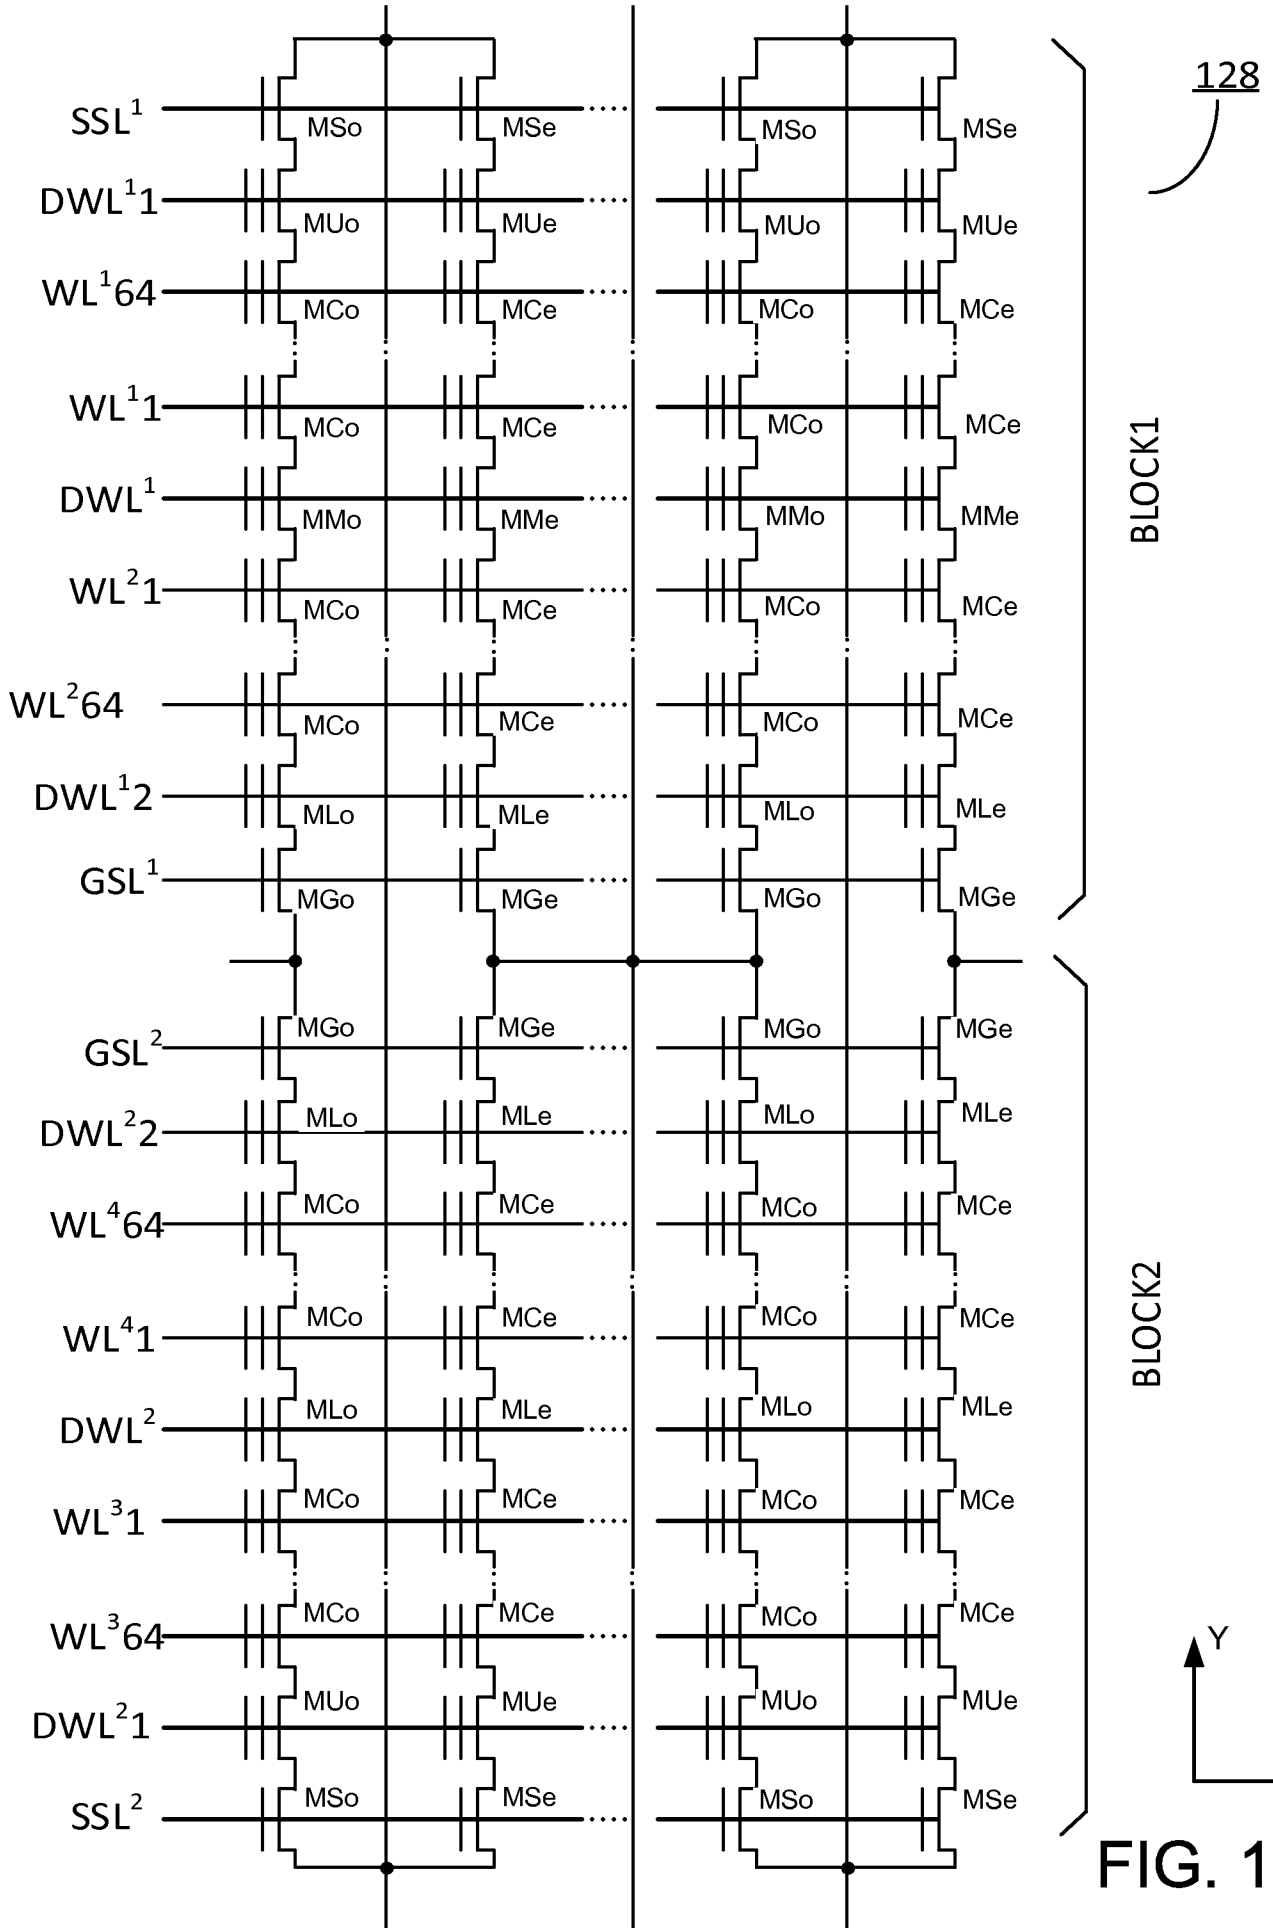 128
SSL¹ MSo MSe MSo MSe
DWL¹1 MUo MUe MUo MUe
WL¹64 MCo MCe MCo MCe
WL¹1 MCo MCe MCo MCe
DWL¹ MMo MMe MMo MMe
WL²1 MCo MCe MCo MCe
WL²64 MCo MCe MCo MCe
DWL¹2 MLo MLe MLo MLe
GSL¹ MGo MGe MGo MGe
BLOCK1
GSL² MGo MGe MGo MGe
DWL²2 MLo MLe MLo MLe
WL⁴64 MCo MCe MCo MCe
WL⁴1 MCo MCe MCo MCe
DWL² MLo MLe MLo MLe
WL³1 MCo MCe MCo MCe
WL³64 MCo MCe MCo MCe
DWL²1 MUo MUe MUo MUe
SSL² MSo MSe MSo MSe
BLOCK2
Y
FIG. 1